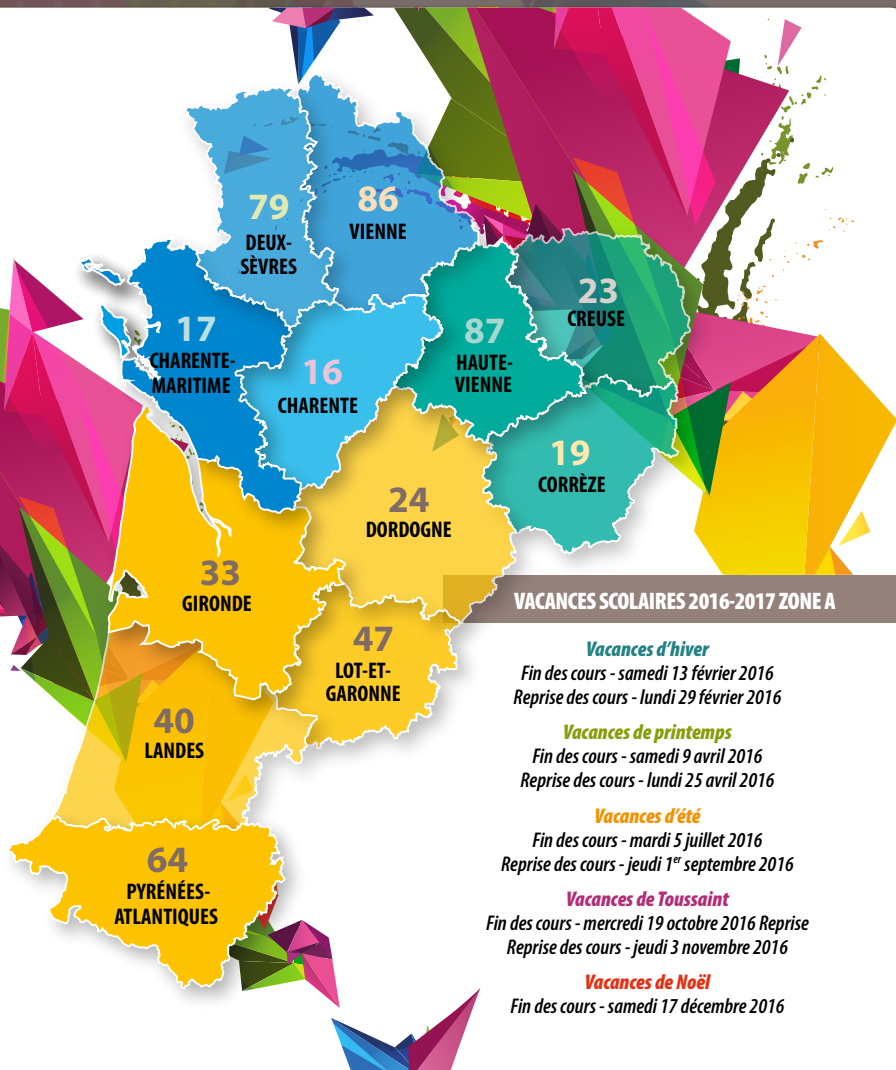 79
DEUX-
SÈVRES
86
VIENNE
17
CHARENTE-
MARITIME
16
CHARENTE
87
HAUTE-
VIENNE
23
CREUSE
19
CORRÈZE
24
DORDOGNE
33
GIRONDE
47
LOT-ET-
GARONNE
40
LANDES
64
PYRÉNÉES-
ATLANTIQUES
VACANCES SCOLAIRES 2016-2017 ZONE A
Vacances d’hiver
Fin des cours - samedi 13 février 2016
Reprise des cours - lundi 29 février 2016
Vacances de printemps
Fin des cours - samedi 9 avril 2016
Reprise des cours - lundi 25 avril 2016
Vacances d’été
Fin des cours - mardi 5 juillet 2016
Reprise des cours - jeudi 1er septembre 2016
Vacances de Toussaint
Fin des cours - mercredi 19 octobre 2016 Reprise
Reprise des cours - jeudi 3 novembre 2016
Vacances de Noël
Fin des cours - samedi 17 décembre 2016